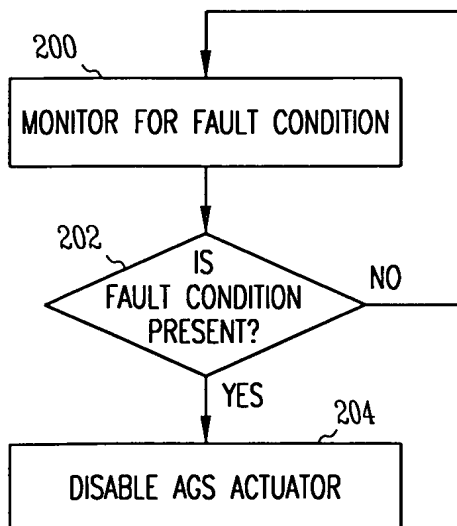 200
MONITOR FOR FAULT CONDITION
202
IS
FAULT CONDITION
PRESENT?
NO
YES
204
DISABLE AGS ACTUATOR